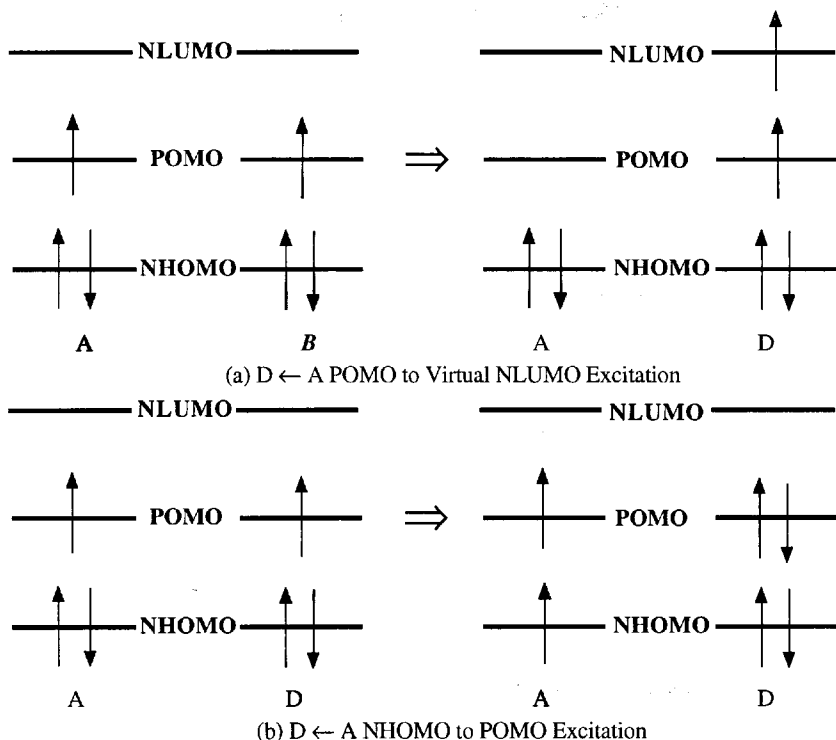 NLUMO NLUMO
POMO POMO
NHOMO NHOMO
A B A D
(a) D ← A POMO to Virtual NLUMO Excitation
NLUMO NLUMO
POMO POMO
NHOMO NHOMO
A D A D
(b) D ← A NHOMO to POMO Excitation